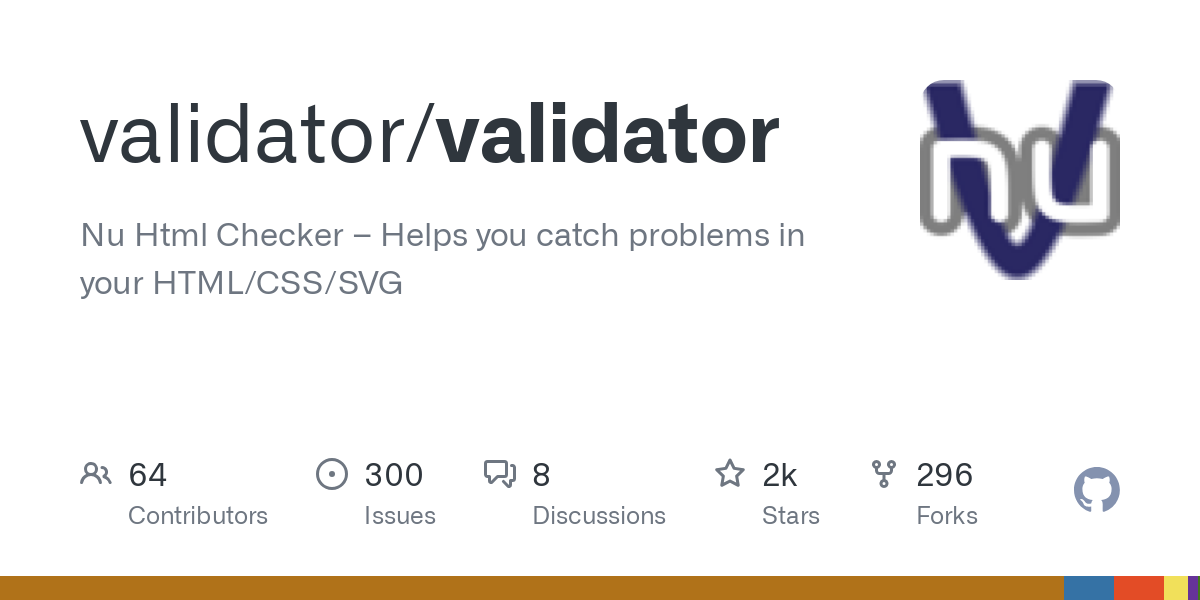 validator/validator
nu
Nu Html Checker – Helps you catch problems in
your HTML/CSS/SVG
64
Contributors
300
Issues
8
Discussions
2k
Stars
296
Forks